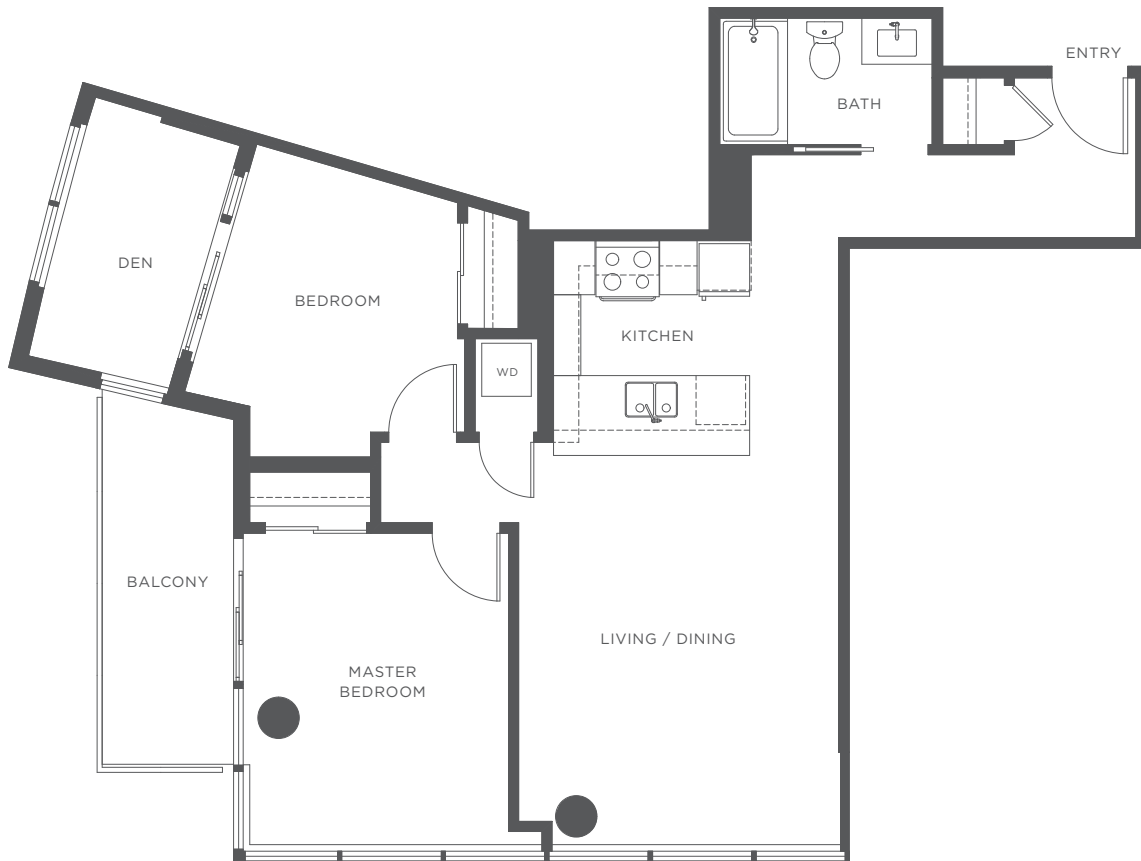 ENTRY
BATH
DEN
BEDROOM
KITCHEN
WD
BALCONY
LIVING / DINING
MASTER
BEDROOM